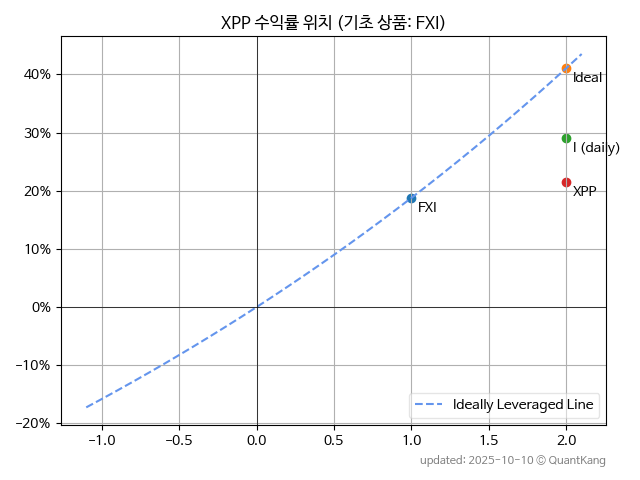 XPP 수익률 위치 (기초 상품: FXI)
40%
30%
20%
10%
0%
−10%
−20%
Ideal
I (daily)
XPP
FXI
Ideally Leveraged Line
−1.0 −0.5 0.0 0.5 1.0 1.5 2.0
updated: 2025-10-10 © QuantKang